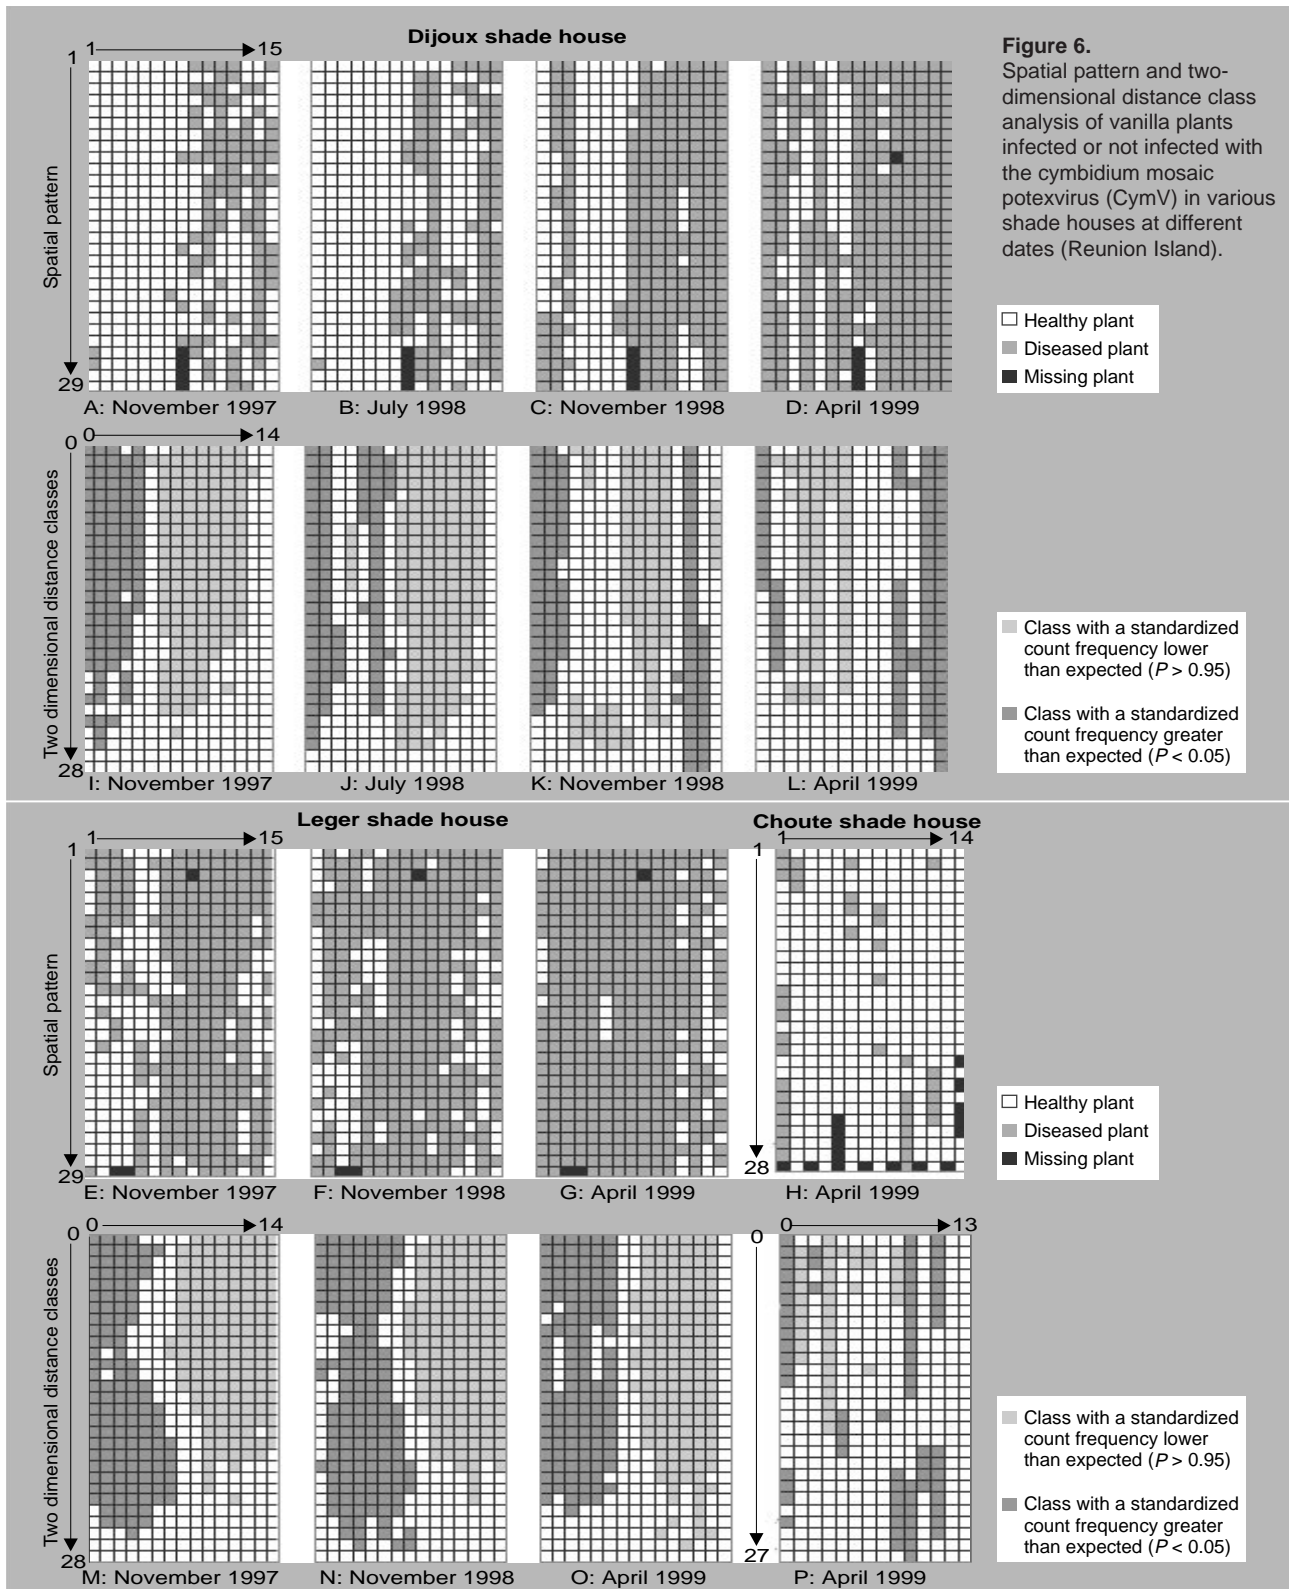 Dijoux shade house
1 15
1
Spatial pattern
29
A: November 1997
B: July 1998
C: November 1998
D: April 1999
Figure 6.
Spatial pattern and two-
dimensional distance class
analysis of vanilla plants
infected or not infected with
the cymbidium mosaic
potexvirus (CymV) in various
shade houses at different
dates (Reunion Island).
Healthy plant
Diseased plant
Missing plant
0 14
0
Two dimensional distance classes
28
I: November 1997
J: July 1998
K: November 1998
L: April 1999
Class with a standardized
count frequency lower
than expected (P > 0.95)
Class with a standardized
count frequency greater
than expected (P < 0.05)
Leger shade house
1 15
1
Spatial pattern
29
E: November 1997
F: November 1998
G: April 1999
Choute shade house
1 14
1
28
H: April 1999
Healthy plant
Diseased plant
Missing plant
0 14
0
Two dimensional distance classes
28
M: November 1997
N: November 1998
O: April 1999
0 13
0
27
P: April 1999
Class with a standardized
count frequency lower
than expected (P > 0.95)
Class with a standardized
count frequency greater
than expected (P < 0.05)